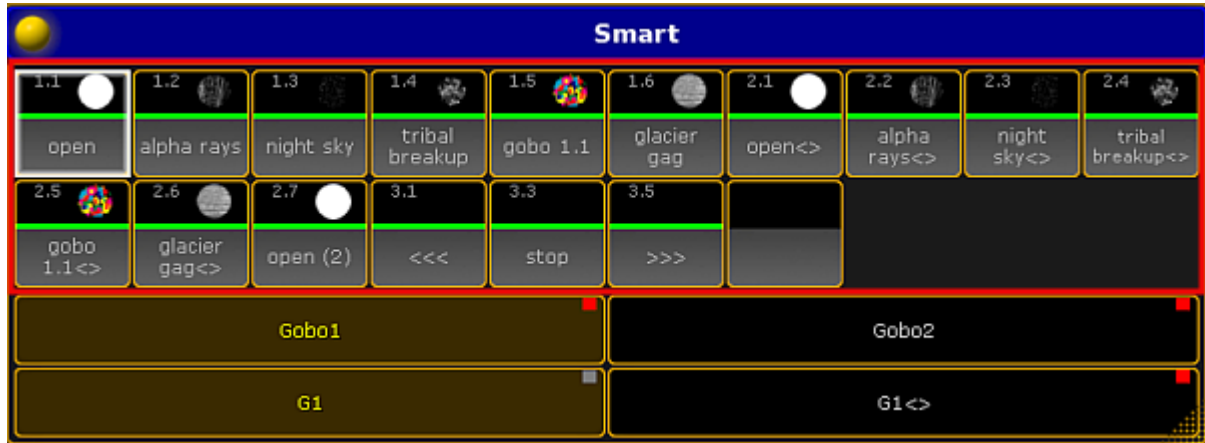 Smart
1.1 1.2 1.3 1.4 1.5 1.6 2.1 2.2 2.3 2.4
open alpha rays night sky tribal breakup gobo 1.1 glacier gag open<> alpha rays<> night sky<> tribal breakup<>
2.5 2.6 2.7 3.1 3.3 3.5
gobo 1.1<> glacier gag<> open (2) <<< stop >>>
Gobo1 Gobo2
G1 G1<>